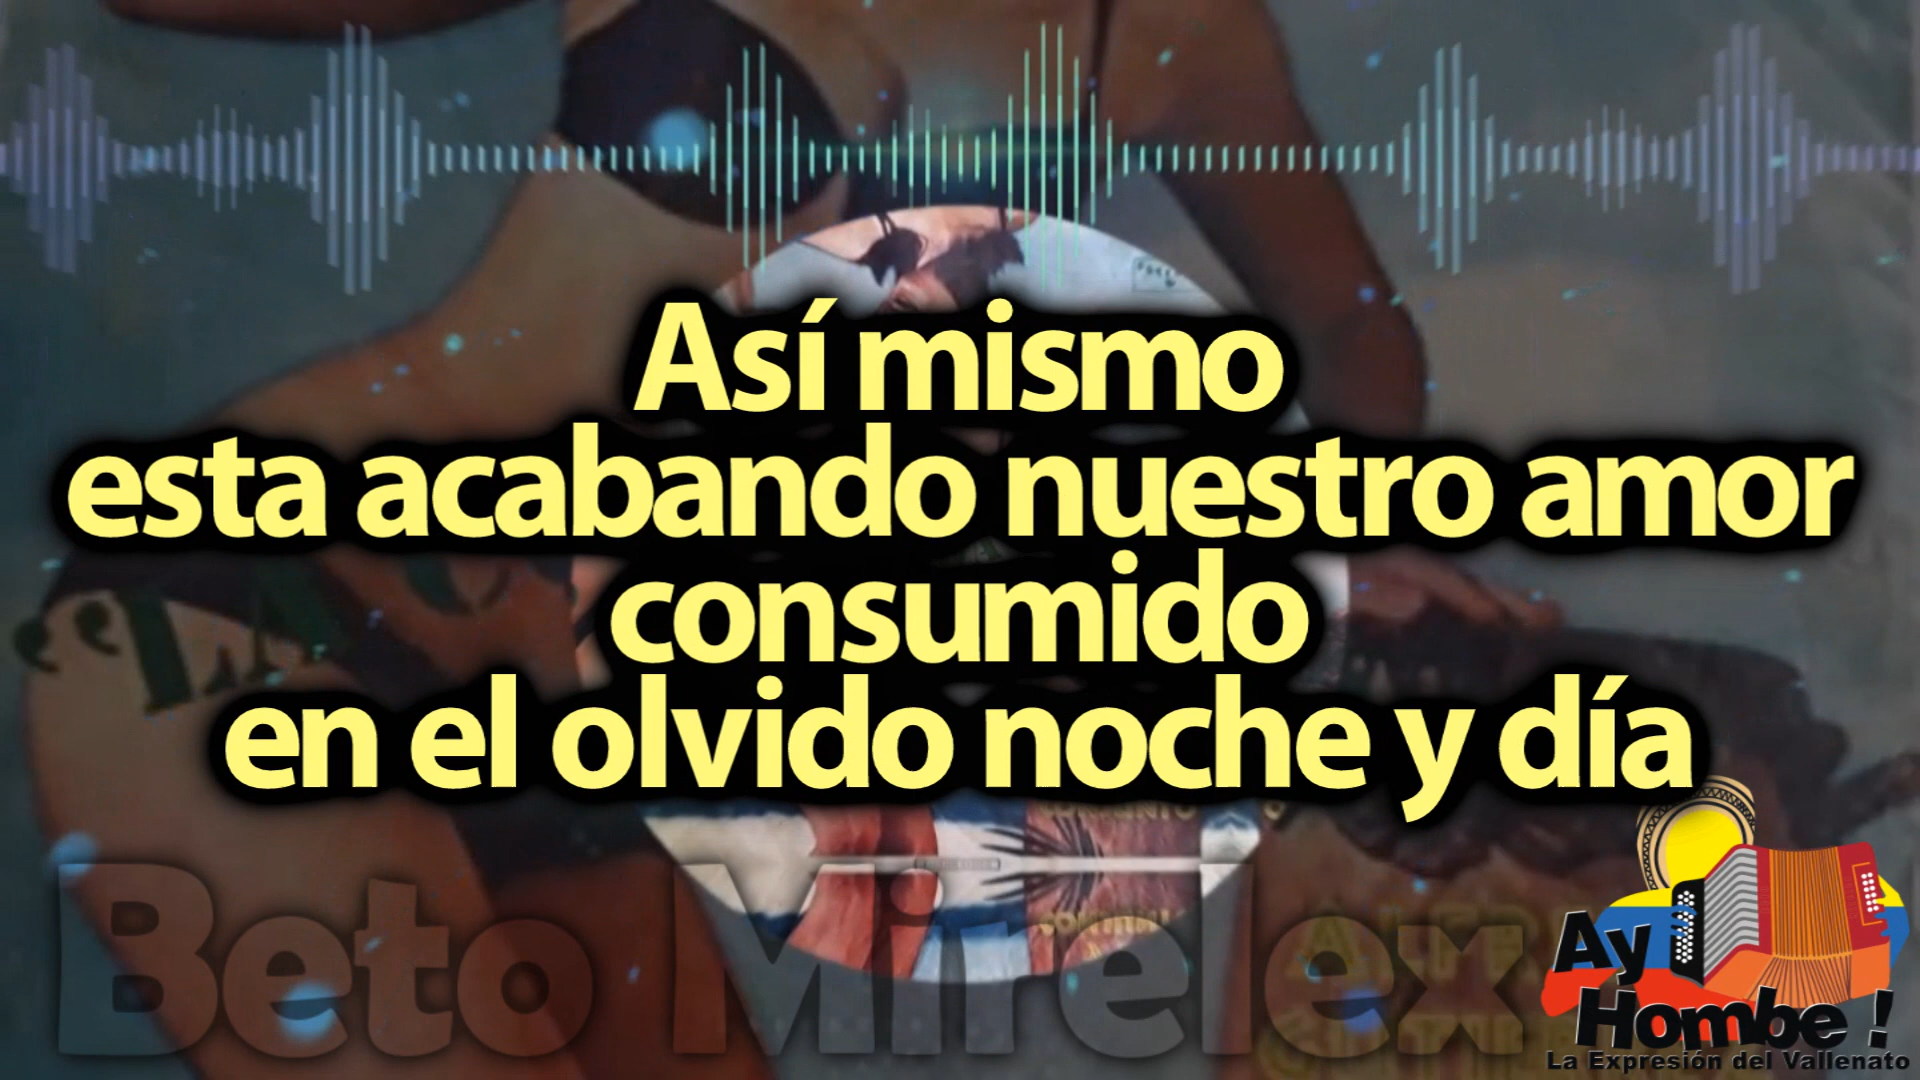 Así mismo
esta acabando nuestro amor
consumido
en el olvido noche y día
Beto Mirelex
Ay
Hombe !
La Expresión del Vallenato